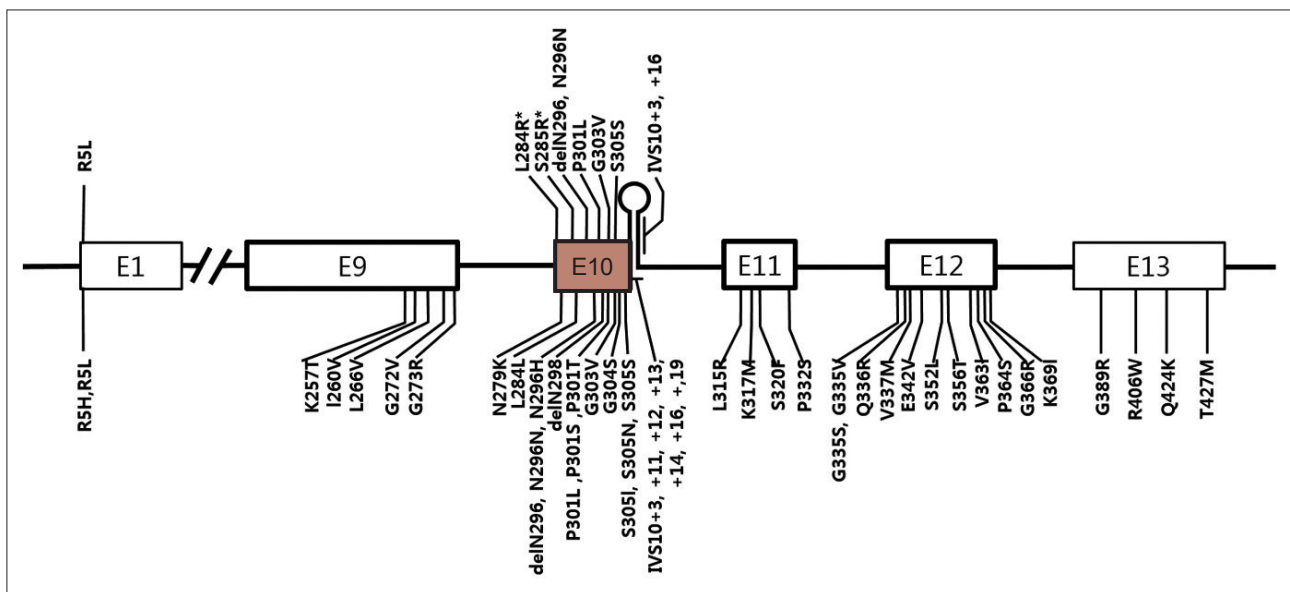 R5L
L284R*
S285R*
delN296, N296N
P301L
G303V
S305S
IVS10+3, +16
E1
E9
E10
E11
E12
E13
R5H,R5L
K257T
I260V
L266V
G272V
G273R
N279K
L284L
delN296, N296N, N296H
delN298
P301L ,P301S ,P301T
G303V
G304S
S305I, S305N, S305S
IVS10+3, +11, +12, +13,
+14, +16, +,19
L315R
K317M
S320F
P332S
G335S, G335V
Q336R
V337M
E342V
S352L
S356T
V363I
P364S
G366R
K369I
G389R
R406W
Q424K
T427M